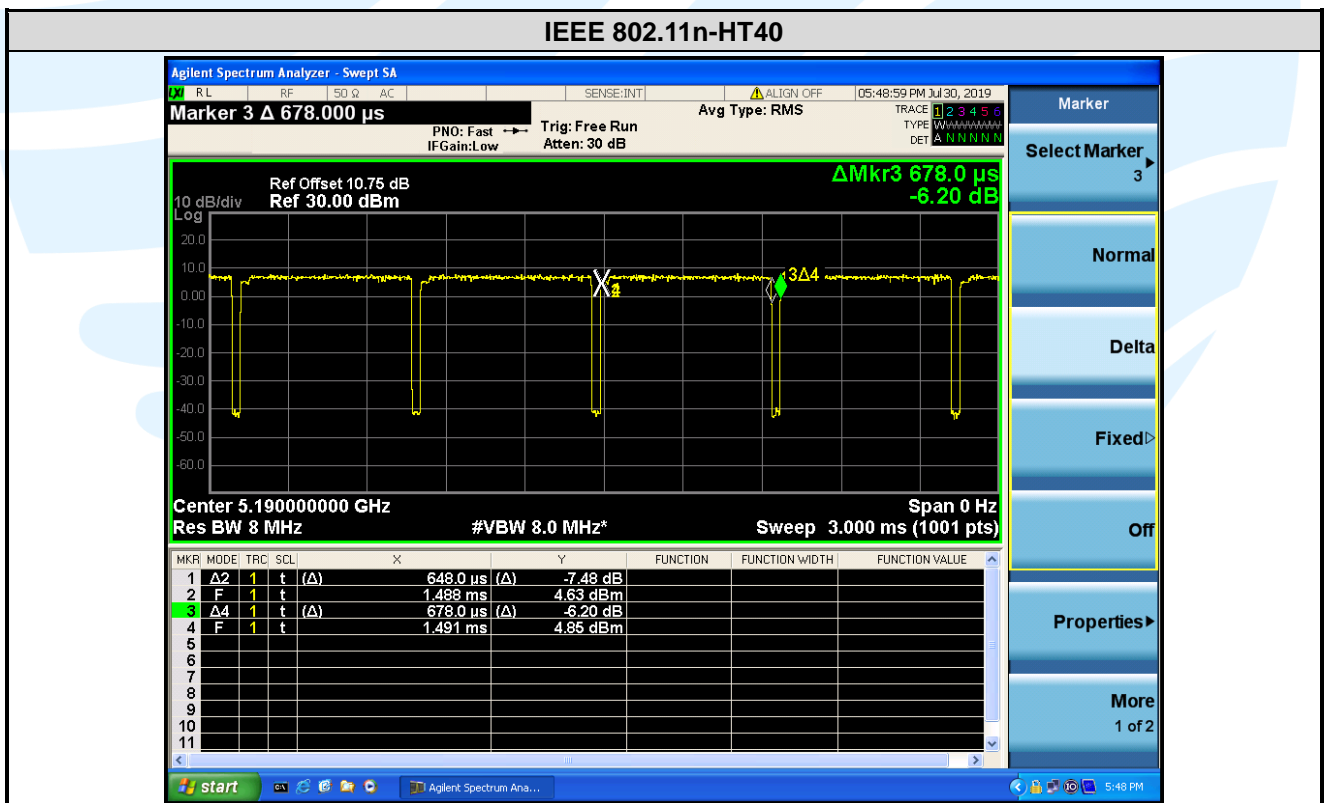 IEEE 802.11n-HT40
Agilent Spectrum Analyzer - Swept SA
LXI RL RF 50 Ω AC SENSE:INT ALIGN OFF 05:48:59 PM Jul 30, 2019
Marker 3 Δ 678.000 µs
PNO: Fast
IFGain:Low
Trig: Free Run
Atten: 30 dB
Avg Type: RMS
TRACE 1 2 3 4 5 6
TYPE WWWWWW
DET A N N N N N
ΔMkr3 678.0 µs
-6.20 dB
Ref Offset 10.75 dB
10 dB/div Ref 30.00 dBm
Log
20.0
10.0
0.00
-10.0
-20.0
-30.0
-40.0
-50.0
-60.0
3Δ4
Center 5.190000000 GHz Span 0 Hz
Res BW 8 MHz #VBW 8.0 MHz* Sweep 3.000 ms (1001 pts)
MKR MODE TRC SCL X Y FUNCTION FUNCTION WIDTH FUNCTION VALUE
1 Δ2 1 t (Δ) 648.0 µs (Δ) -7.48 dB
2 F 1 t 1.488 ms 4.63 dBm
3 Δ4 1 t (Δ) 678.0 µs (Δ) -6.20 dB
4 F 1 t 1.491 ms 4.85 dBm
5
6
7
8
9
10
11
Marker
Select Marker
3
Normal
Delta
Fixed
Off
Properties
More
1 of 2
start
Agilent Spectrum Ana...
5:48 PM